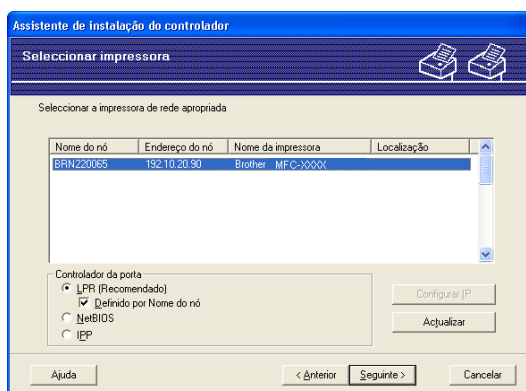 Assistente de instalação do controlador
Seleccionar impressora
Seleccionar a impressora de rede apropriada
Nome do nó Endereço do nó Nome da impressora Localização
BRN220065 192.10.20.90 Brother MFC-XXXX
Controlador da porta
LPR (Recomendado)
Definido por Nome do nó
NetBIOS
IPP
Configurar IP
Actualizar
Ajuda < Anterior Seguinte > Cancelar